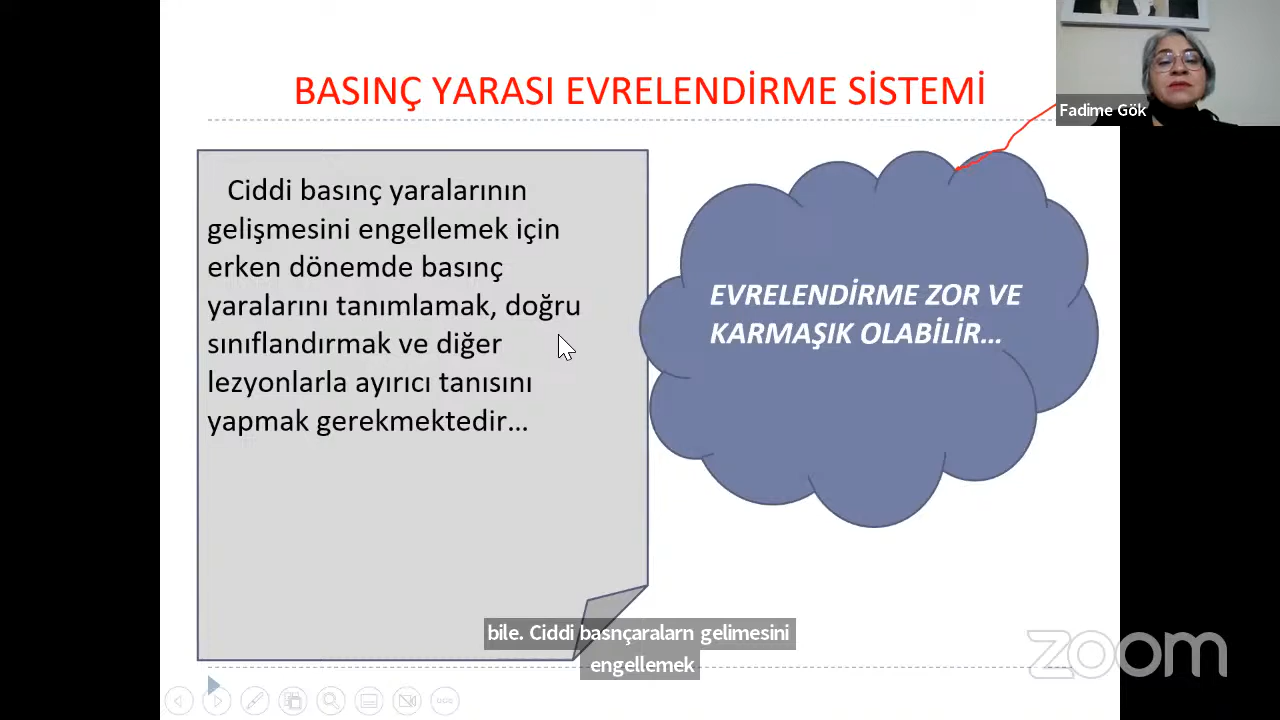 BASINÇ YARASI EVRELENDİRME SİSTEMİ
Fadime Gök
Ciddi basınç yaralarının
gelişmesini engellemek için
erken dönemde basınç
yaralarını tanımlamak, doğru
sınıflandırmak ve diğer
lezyonlarla ayırıcı tanısını
yapmak gerekmektedir...
EVRELENDİRME ZOR VE
KARMAŞIK OLABİLİR...
bile. Ciddi basnçaralarn gelimesini
engellemek
zoom